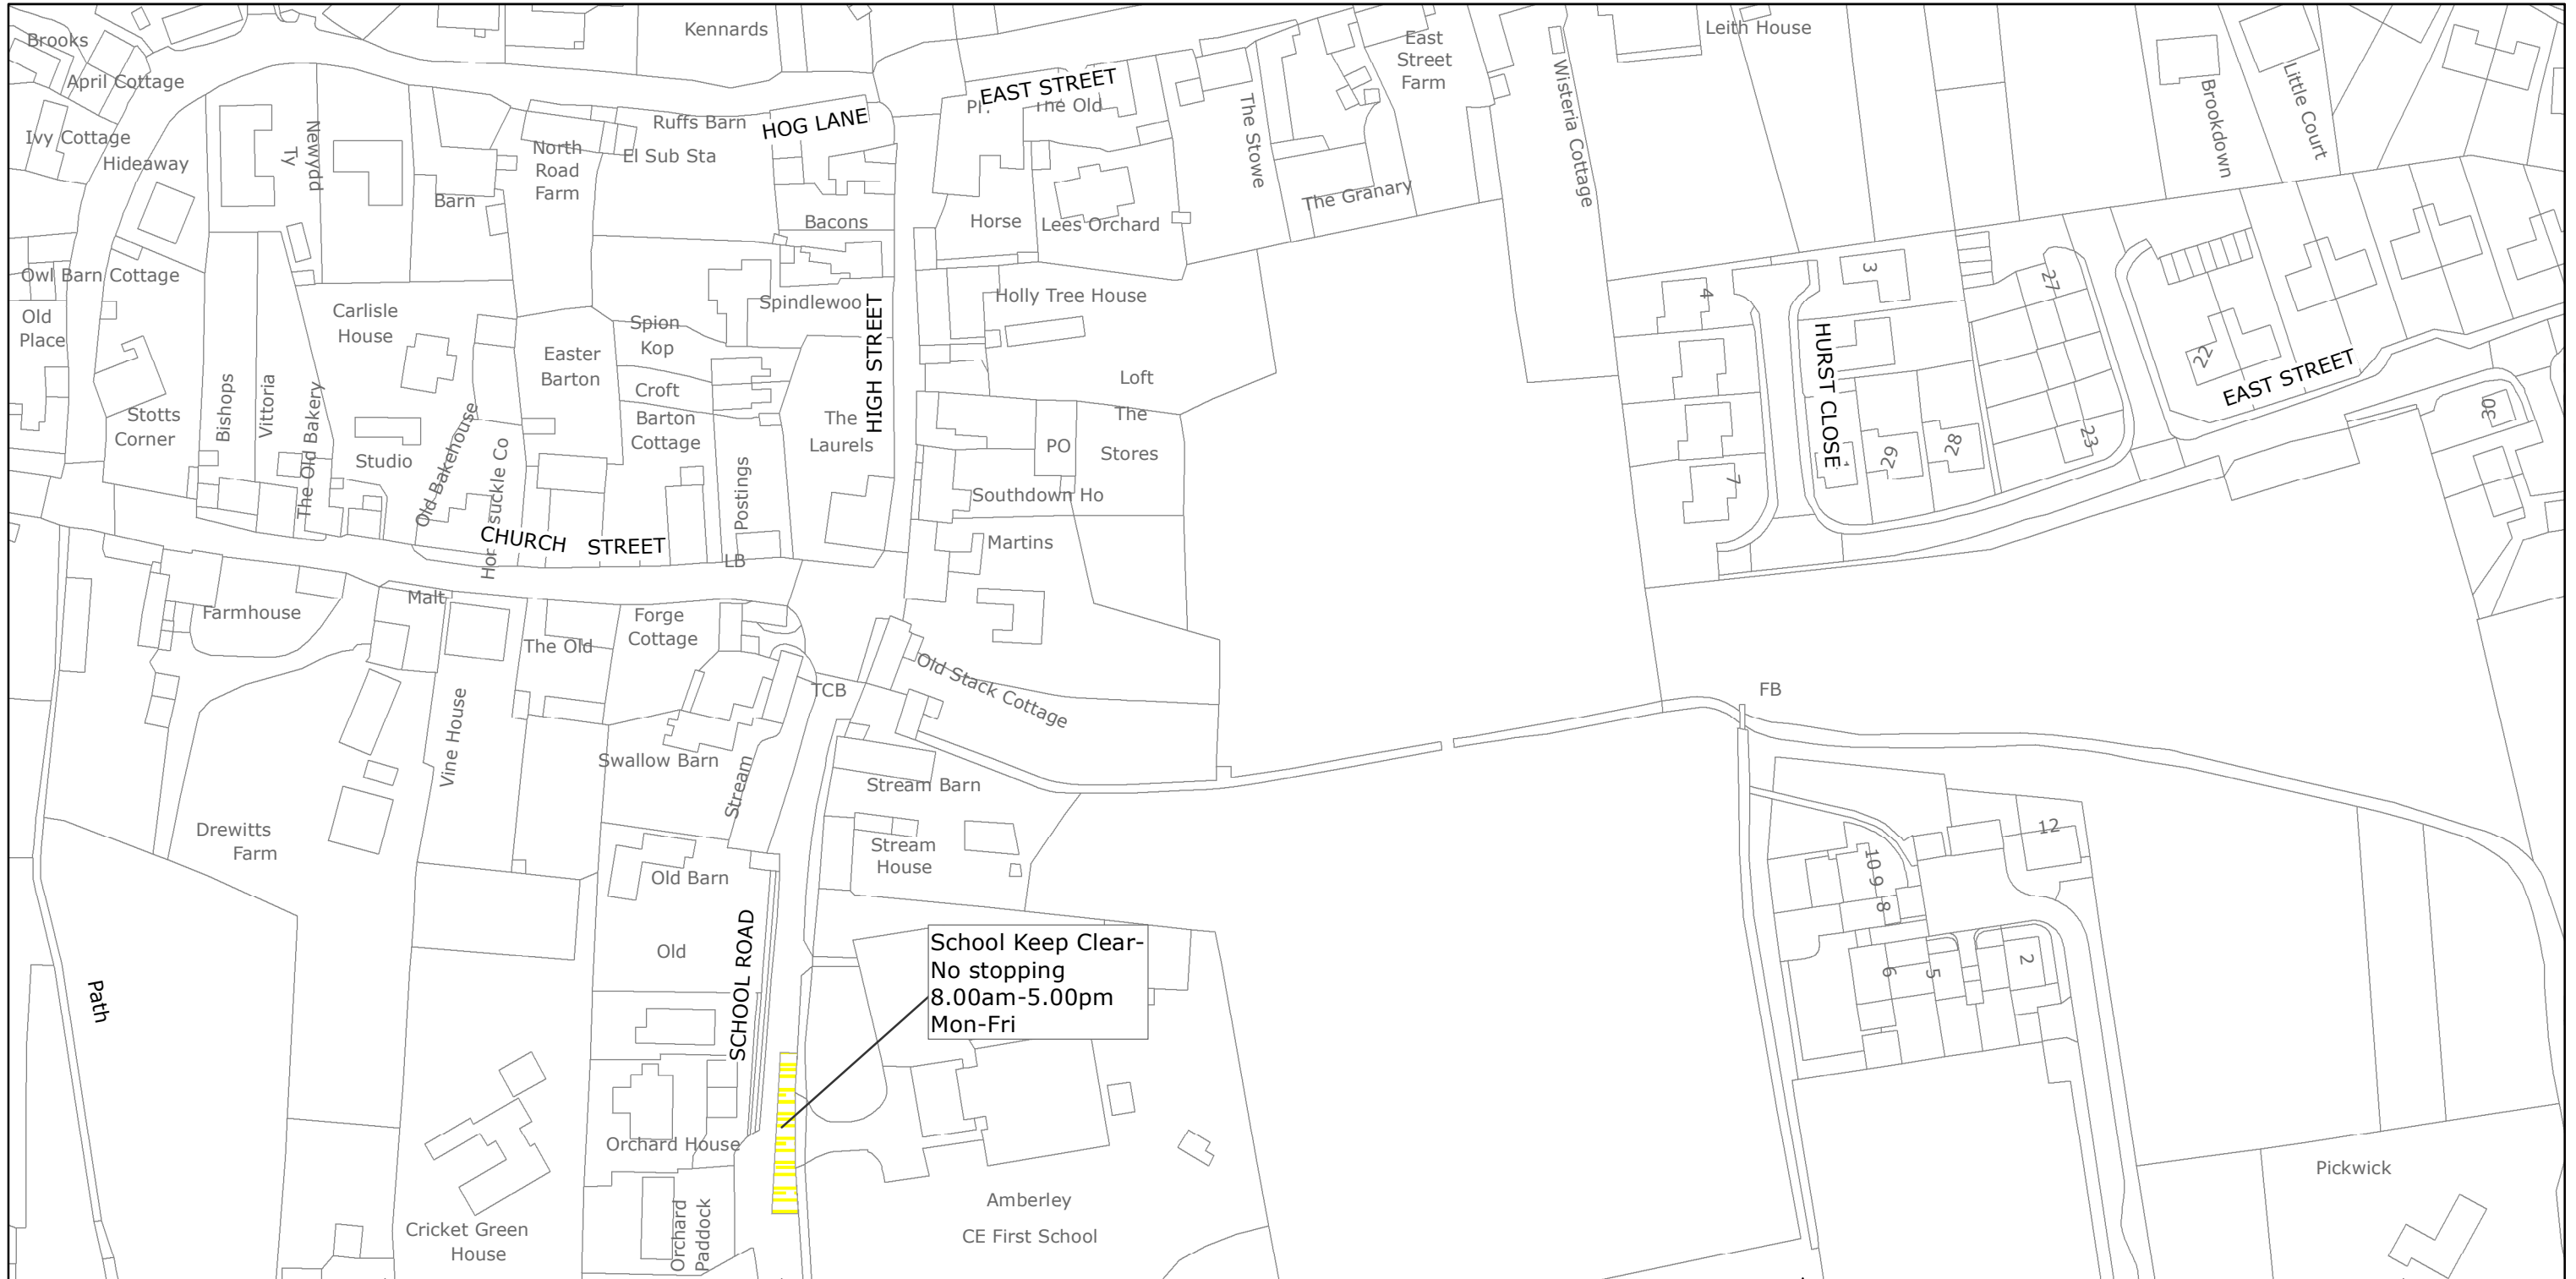 Brooks
April Cottage
Ivy Cottage
Hideaway
Kennards
Newydd
Ty
Barn
North
Road
Farm
Ruffs Barn
El Sub Sta
HOG LANE
EAST STREET
The Old
Bacons
Horse
Lees Orchard
The Stowe
The Granary
East
Street
Farm
Wisteria Cottage
Leith House
Brookdown
Little Court
Owl Barn Cottage
Old
Place
Carlisle
House
Spindlewoo
Holly Tree House
HIGH STREET
Spion
Kop
Easter
Barton
Croft
Barton
Cottage
The
Laurels
Loft
The
Stores
PO
Stotts
Corner
Bishops
Vittoria
The Old Bakery
Studio
Old Bakehouse
Hor
suckle Co
Postings
Southdown Ho
Martins
CHURCH STREET
LB
4
3
7
HURST CLOSE
1
29
28
27
23
22
EAST STREET
30
Farmhouse
Malt
The Old
Forge
Cottage
Vine House
Swallow Barn
Stream
TCB
Old Stack Cottage
Stream Barn
Stream
House
FB
Drewitts
Farm
Old Barn
Old
SCHOOL ROAD
Path
School Keep Clear-
No stopping
8.00am-5.00pm
Mon-Fri
12
10
9
8
6
5
2
Orchard House
Orchard
Paddock
Cricket Green
House
Amberley
CE First School
Pickwick